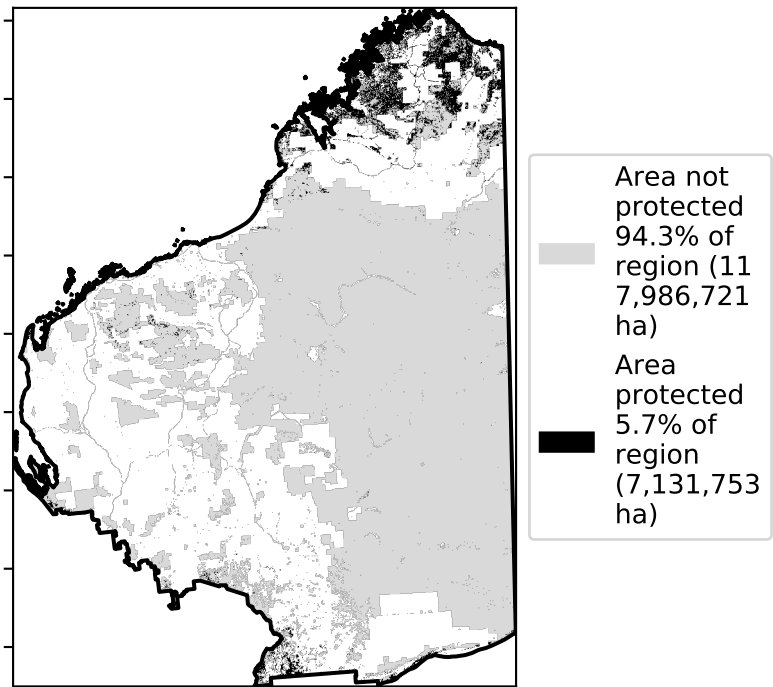 Area not
protected
94.3% of
region (11
7,986,721
ha)
Area
protected
5.7% of
region
(7,131,753
ha)